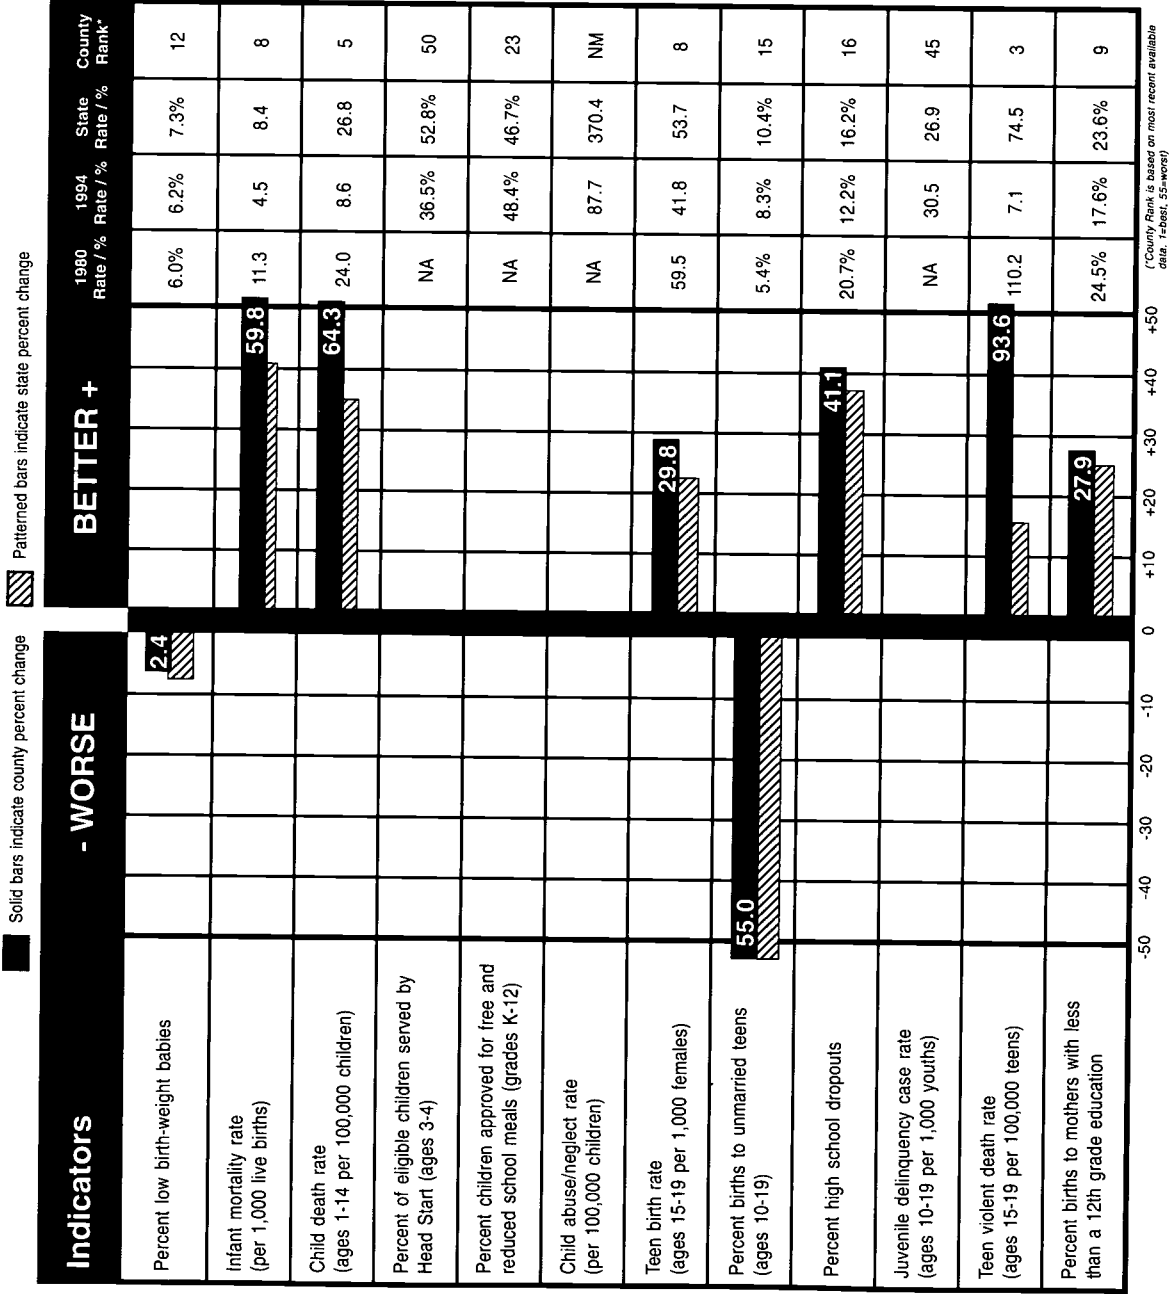 Solid bars indicate county percent change
Patterned bars indicate state percent change
Indicators
- WORSE
BETTER +
1980
Rate / %
1994
Rate / %
State
Rate / %
County
Rank*
Percent low birth-weight babies
2.4
6.0%
6.2%
7.3%
12
Infant mortality rate
(per 1,000 live births)
59.8
11.3
4.5
8.4
8
Child death rate
(ages 1-14 per 100,000 children)
64.3
24.0
8.6
26.8
5
Percent of eligible children served by
Head Start (ages 3-4)
NA
36.5%
52.8%
50
Percent children approved for free and
reduced school meals (grades K-12)
NA
48.4%
46.7%
23
Child abuse/neglect rate
(per 100,000 children)
NA
87.7
370.4
NM
Teen birth rate
(ages 15-19 per 1,000 females)
29.8
59.5
41.8
53.7
8
Percent births to unmarried teens
(ages 10-19)
55.0
5.4%
8.3%
10.4%
15
Percent high school dropouts
41.1
20.7%
12.2%
16.2%
16
Juvenile delinquency case rate
(ages 10-19 per 1,000 youths)
NA
30.5
26.9
45
Teen violent death rate
(ages 15-19 per 100,000 teens)
93.6
110.2
7.1
74.5
3
Percent births to mothers with less
than a 12th grade education
27.9
24.5%
17.6%
23.6%
9
-50 -40 -30 -20 -10 0 +10 +20 +30 +40 +50
(*County Rank is based on most recent available
data. 1=best, 55=worst)